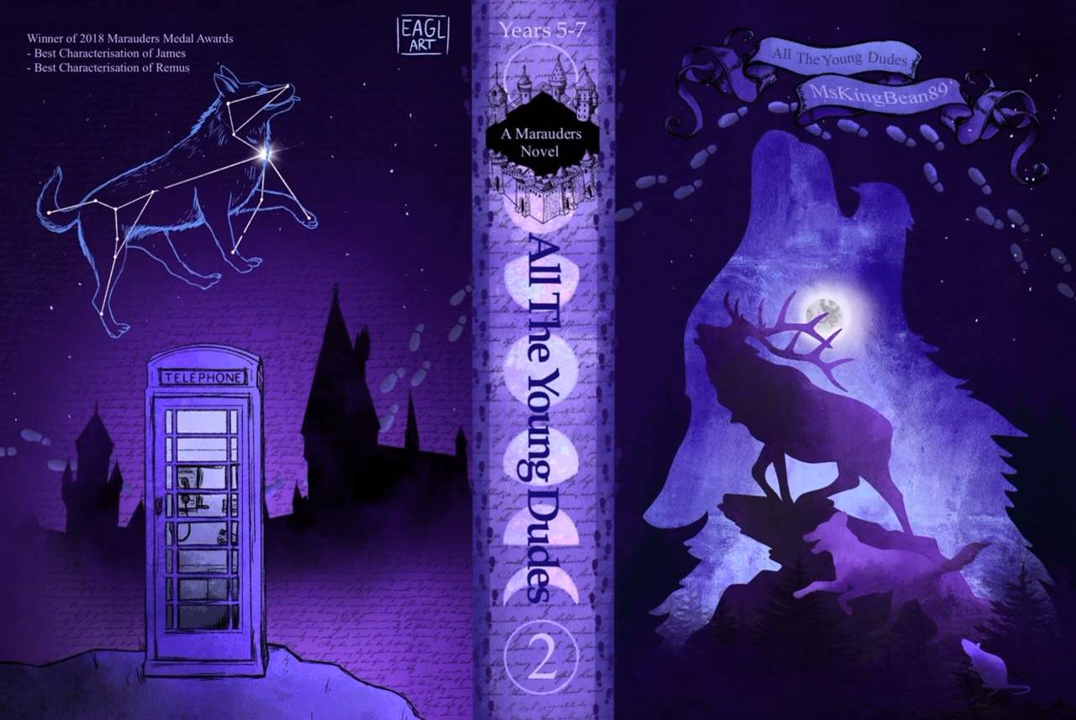 Winner of 2018 Marauders Medal Awards
- Best Characterisation of James
- Best Characterisation of Remus
EAGL
ART
TELEPHONE
Years 5-7
A Marauders
Novel
All The Young Dudes
2
All The Young Dudes
MsKingBean89